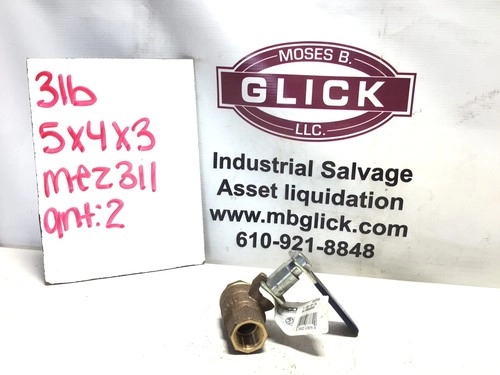 3lb
5x4x3
mez311
qnt:2
MOSES B.
GLICK
LLC.
Industrial Salvage
Asset liquidation
www.mbglick.com
610-921-8848